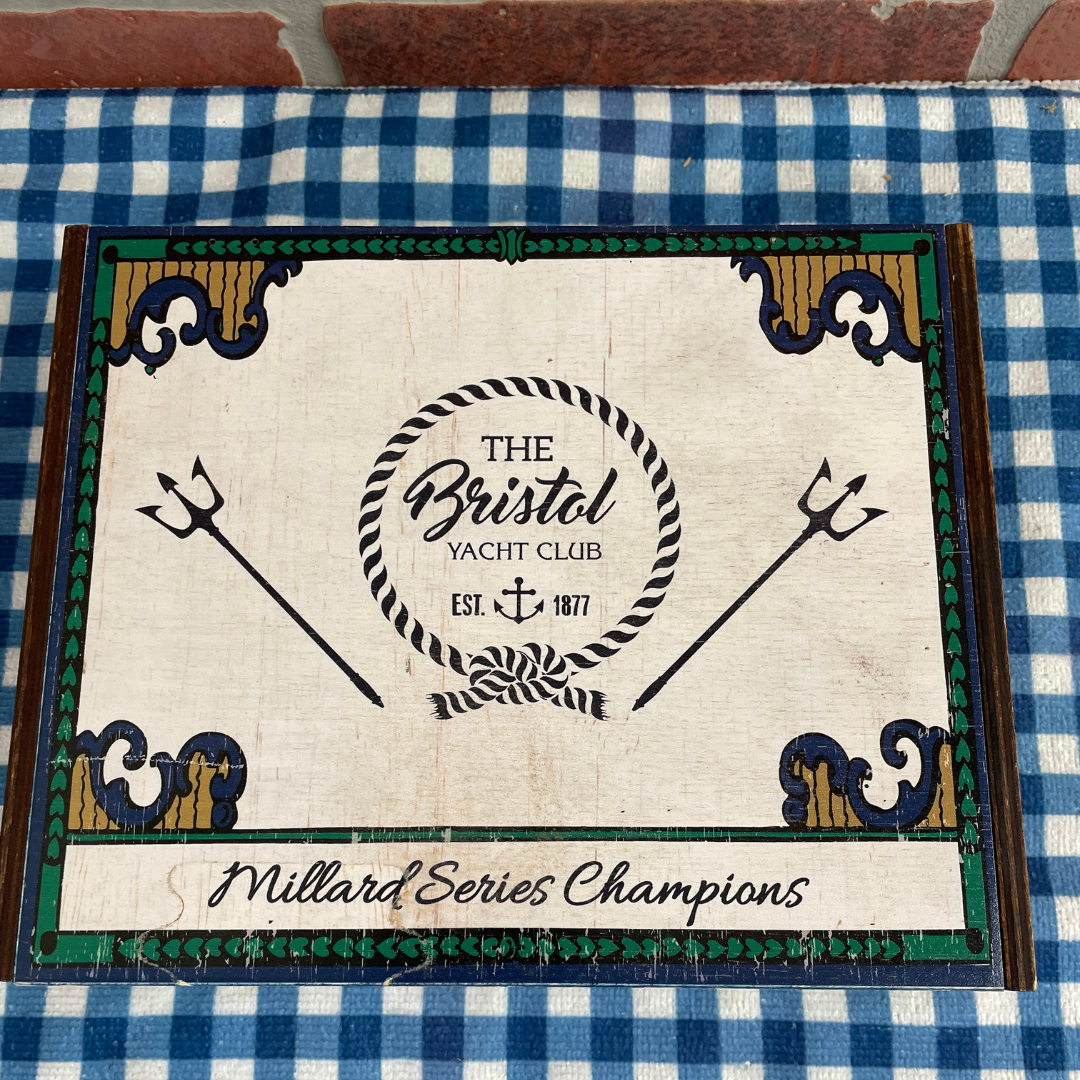 THE
Bristol
YACHT CLUB
EST. 1877
Millard Series Champions